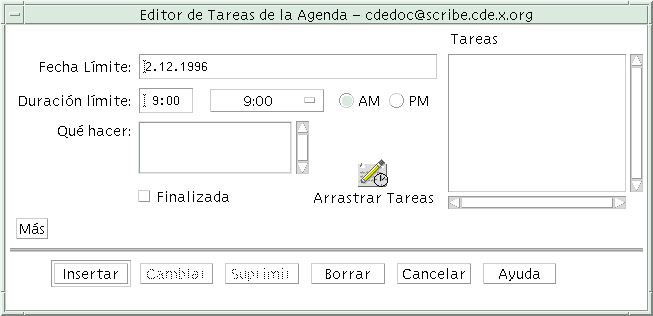 Editor de Tareas de la Agenda – cdedoc@scribe.cde.x.org
Tareas
Fecha Límite: 2.12.1996
Duración límite: 9:00 9:00 AM PM
Qué hacer:
Finalizada
Arrastrar Tareas
Más
Insertar Cambiar Suprimir Borrar Cancelar Ayuda